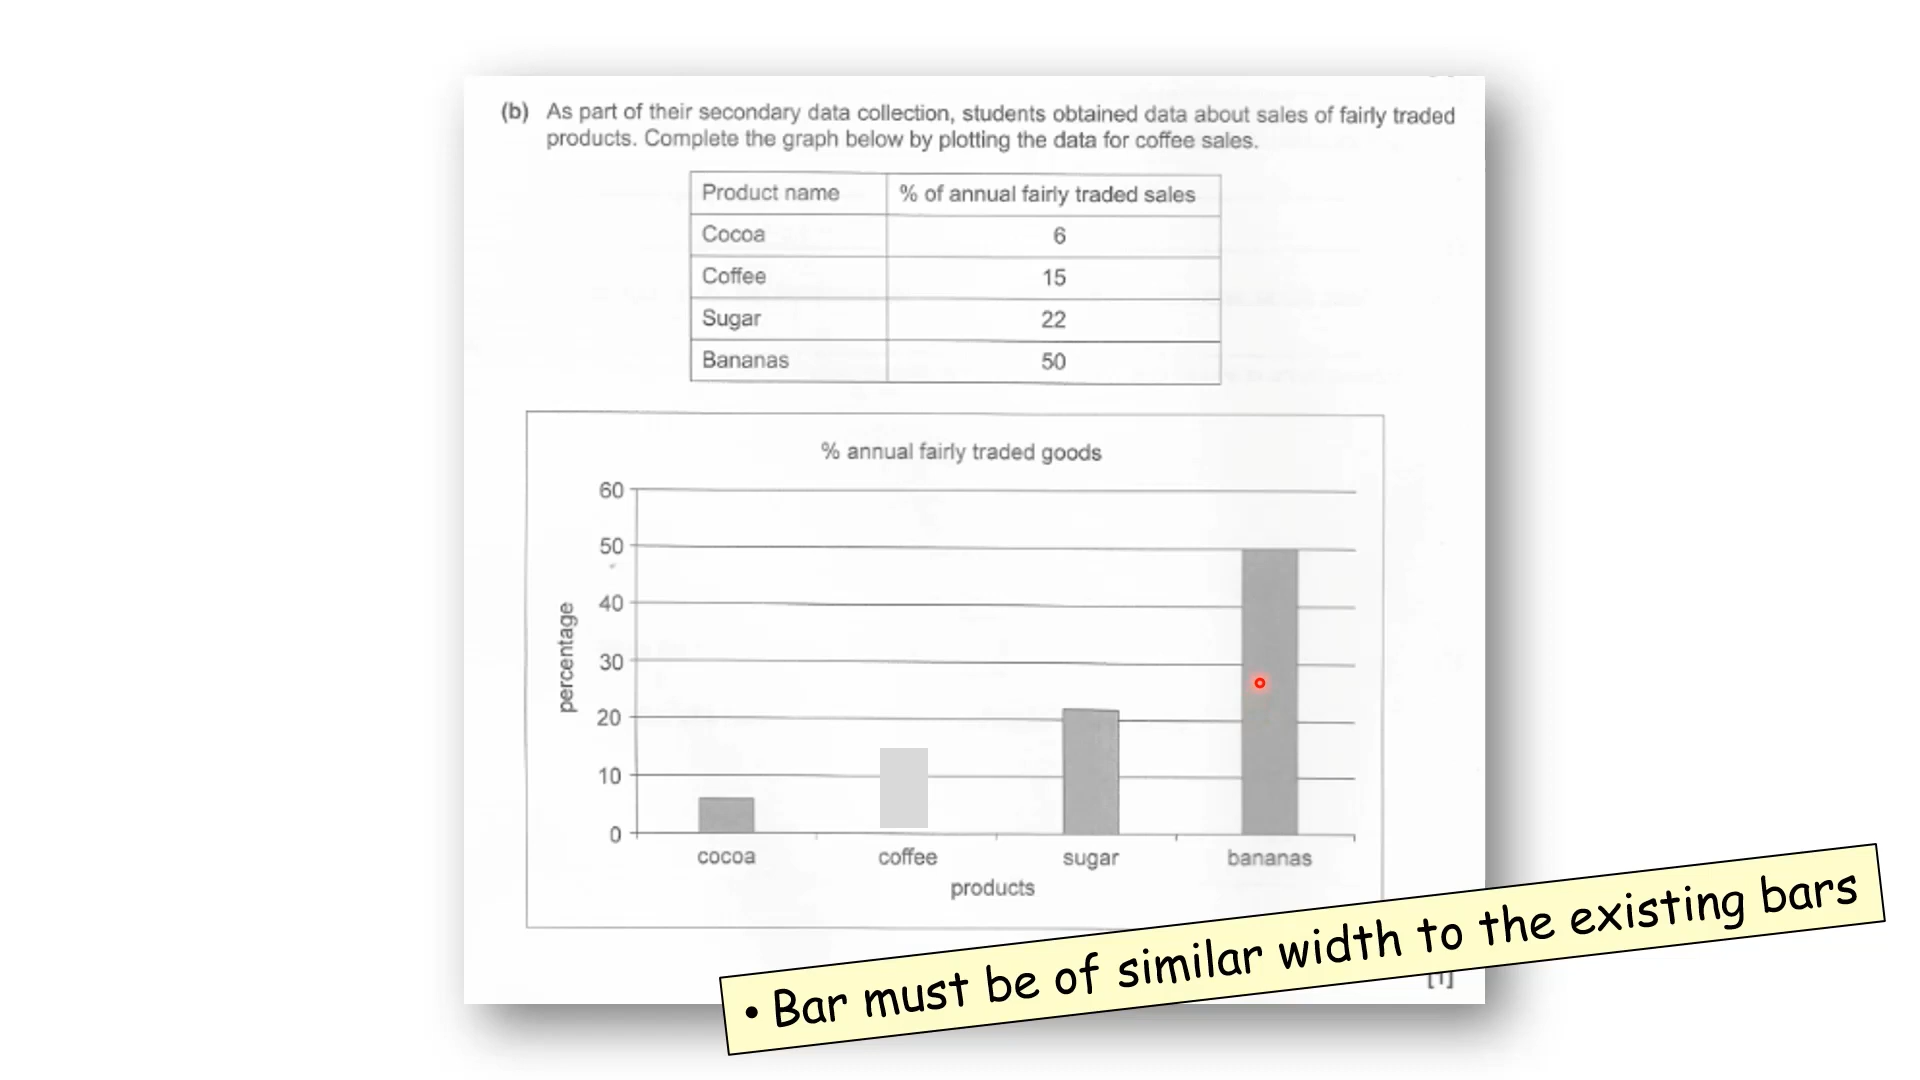 (b) As part of their secondary data collection, students obtained data about sales of fairly traded
products. Complete the graph below by plotting the data for coffee sales.
Product name % of annual fairly traded sales
Cocoa 6
Coffee 15
Sugar 22
Bananas 50
% annual fairly traded goods
60
50
40
30
20
10
0
percentage
cocoa coffee sugar bananas
products
• Bar must be of similar width to the existing bars
[1]